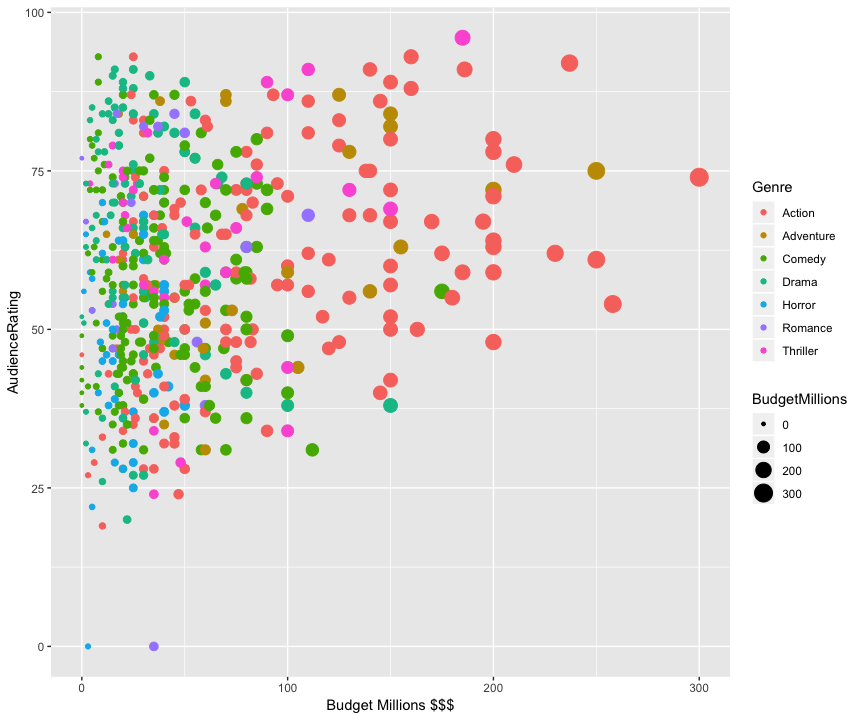 100
75
50
25
0
AudienceRating
0
100
200
300
Budget Millions $$$
Genre
Action
Adventure
Comedy
Drama
Horror
Romance
Thriller
BudgetMillions
0
100
200
300